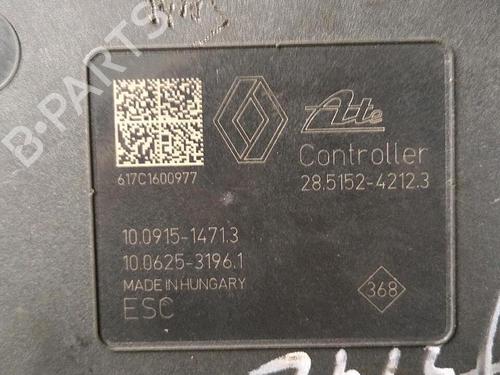 B-PARTS
Ate
Controller
617C1600977
28.5152-4212.3
10.0915-1471.3
10.0625-3196.1
MADE IN HUNGARY
ESC
368